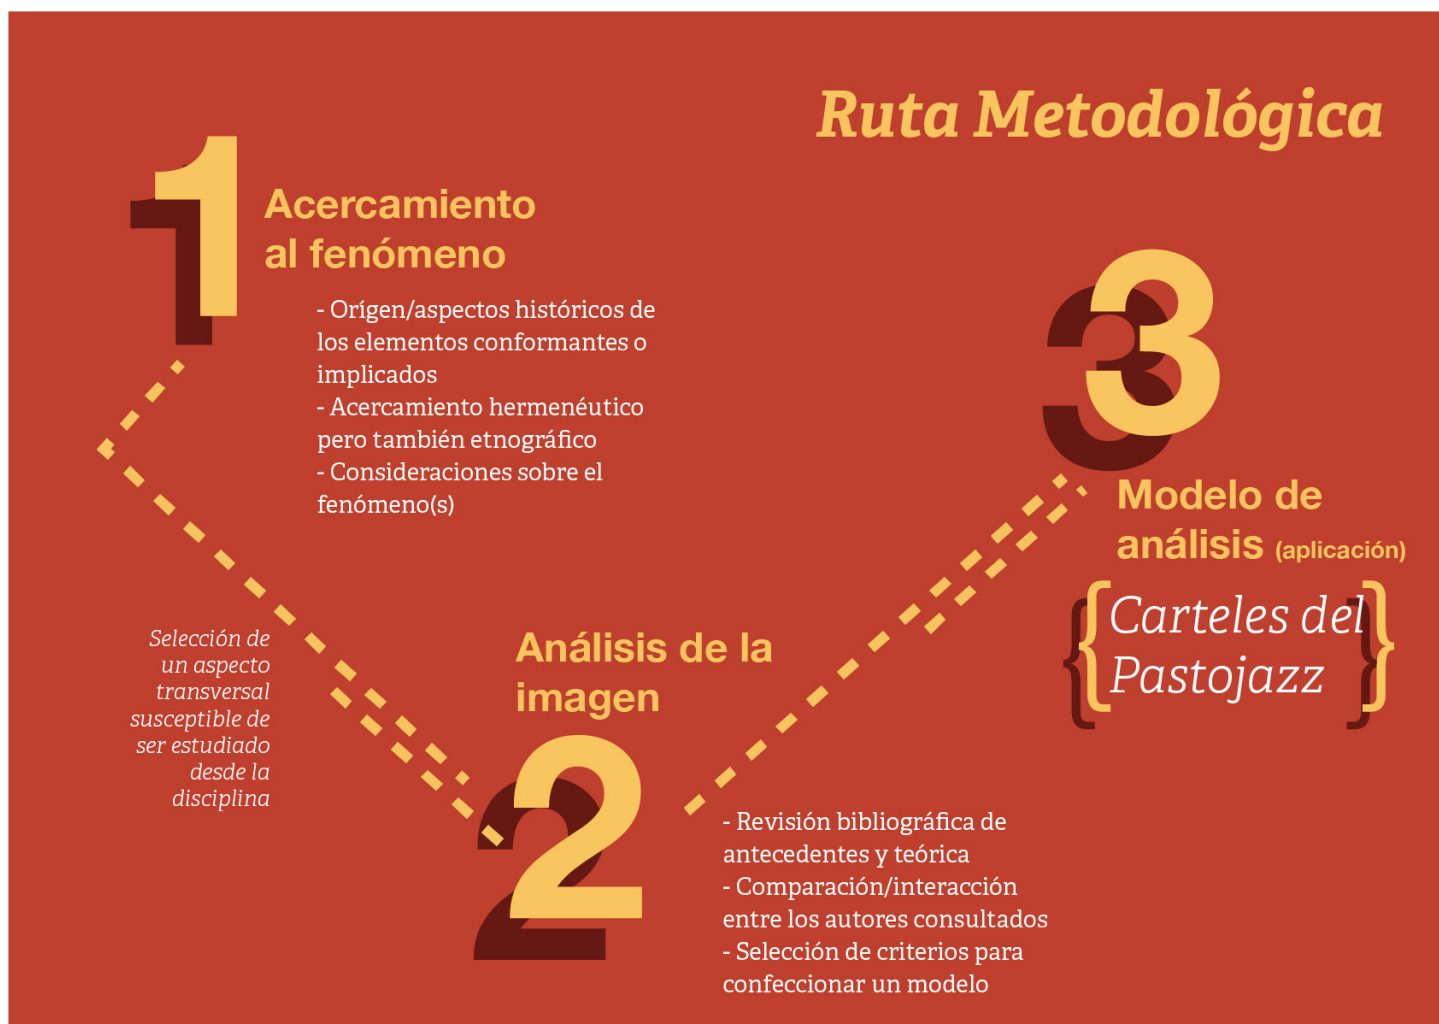 Ruta Metodológica
1
Acercamiento
al fenómeno
- Orígen/aspectos históricos de
los elementos conformantes o
implicados
- Acercamiento hermenéutico
pero también etnográfico
- Consideraciones sobre el
fenómeno(s)
Selección de
un aspecto
transversal
susceptible de
ser estudiado
desde la
disciplina
Análisis de la
imagen
2
- Revisión bibliográfica de
antecedentes y teórica
- Comparación/interacción
entre los autores consultados
- Selección de criterios para
confeccionar un modelo
3
Modelo de
análisis (aplicación)
{Carteles del
Pastojazz}